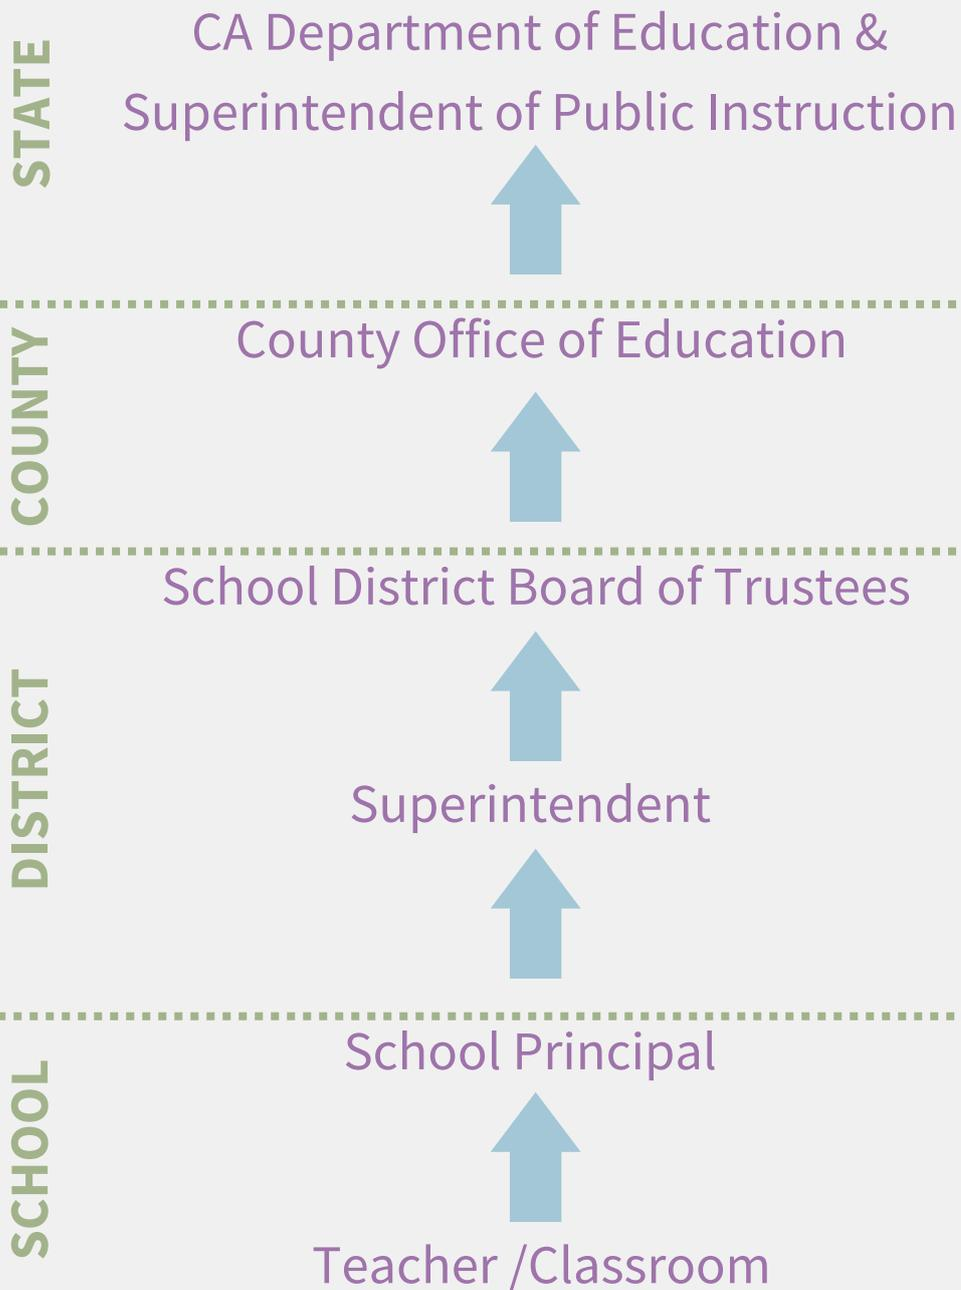 STATE
CA Department of Education &
Superintendent of Public Instruction
COUNTY
County Office of Education
DISTRICT
School District Board of Trustees
Superintendent
SCHOOL
School Principal
Teacher /Classroom